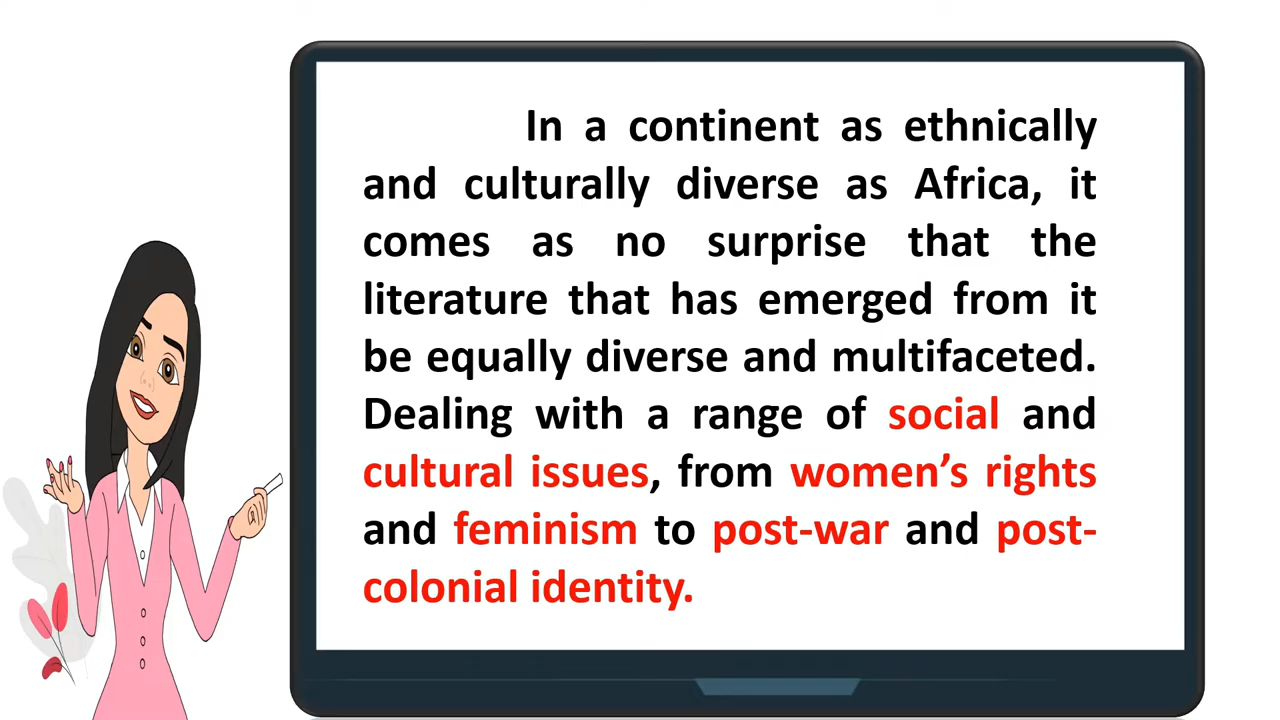 In a continent as ethnically
and culturally diverse as Africa, it
comes as no surprise that the
literature that has emerged from it
be equally diverse and multifaceted.
Dealing with a range of social and
cultural issues, from women’s rights
and feminism to post-war and post-
colonial identity.